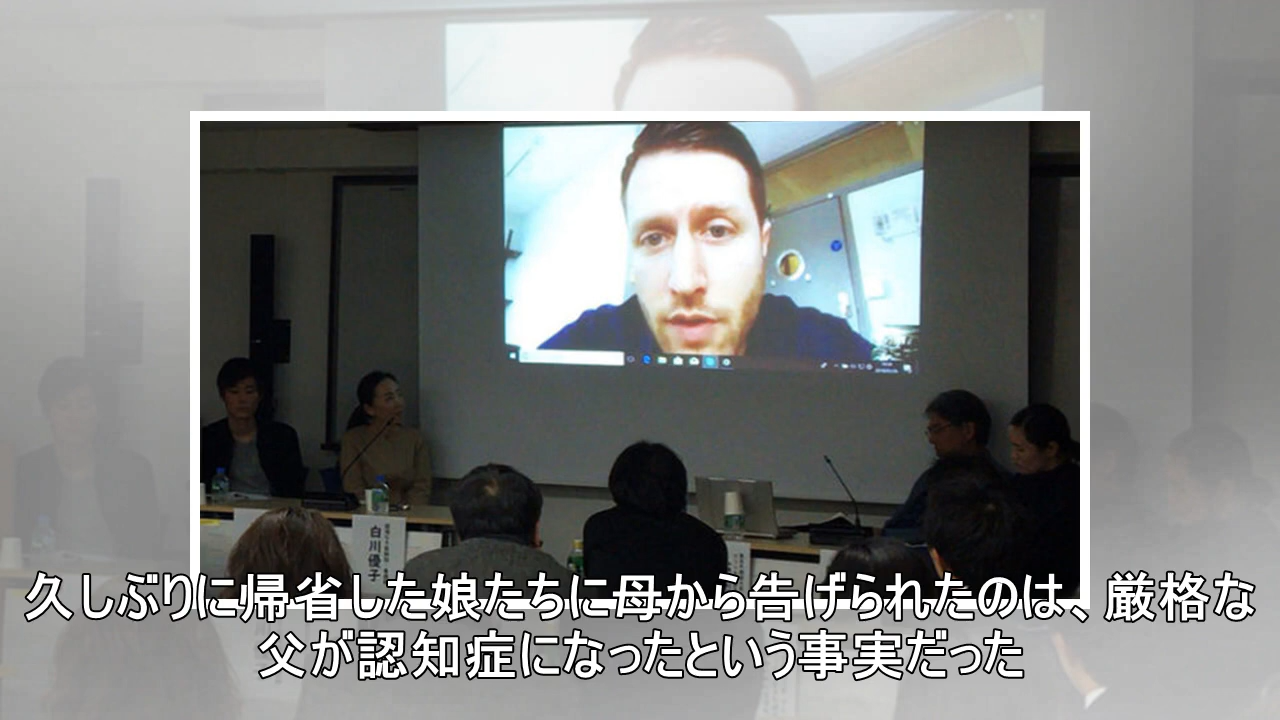 白川優子
久しぶりに帰省した娘たちに母から告げられたのは、厳格な
父が認知症になったという事実だった